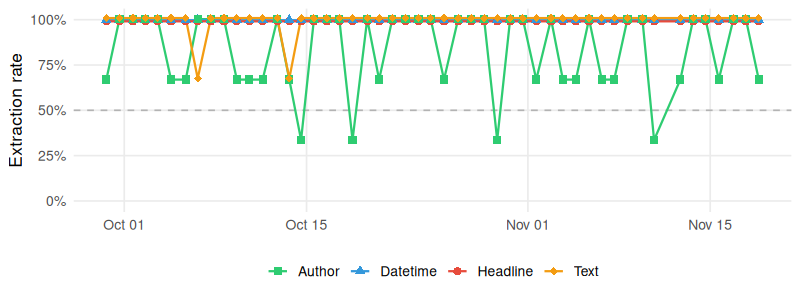 Extraction rate
100%
75%
50%
25%
0%
Oct 01 Oct 15 Nov 01 Nov 15
Author Datetime Headline Text